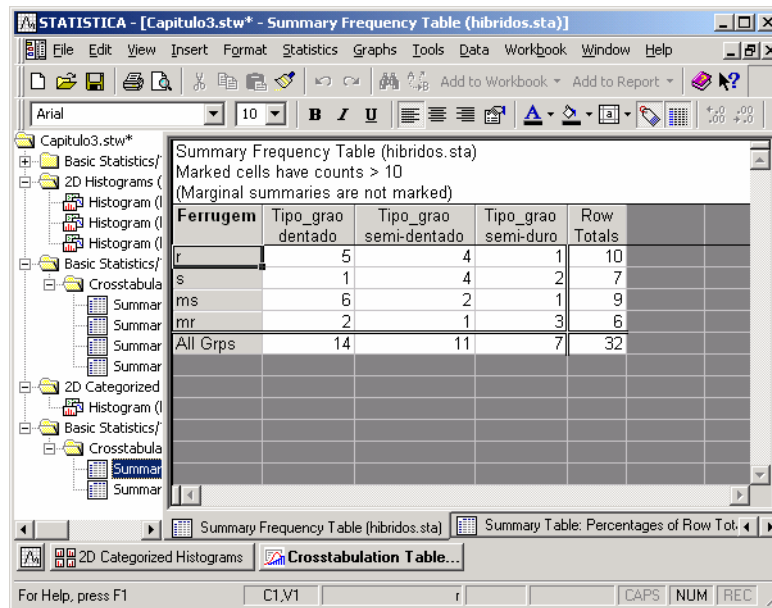 STATISTICA - [Capitulo3.stw* - Summary Frequency Table (hibridos.sta)]
File Edit View Insert Format Statistics Graphs Tools Data Workbook Window Help
Add to Workbook Add to Report
Arial 10 B I U A a
Capitulo3.stw*
Basic Statistics/
2D Histograms (
Histogram (
Histogram (
Histogram (
Basic Statistics/
Crosstabula
Summar
Summar
Summar
Summar
2D Categorized
Histogram (
Basic Statistics/
Crosstabula
Summar
Summar
Summary Frequency Table (hibridos.sta)
Marked cells have counts > 10
(Marginal summaries are not marked)
Ferrugem Tipo_grao Tipo_grao Tipo_grao Row
dentado semi-dentado semi-duro Totals
r 5 4 1 10
s 1 4 2 7
ms 6 2 1 9
mr 2 1 3 6
All Grps 14 11 7 32
Summary Frequency Table (hibridos.sta) Summary Table: Percentages of Row Tot
2D Categorized Histograms Crosstabulation Table...
For Help, press F1 C1,V1 r CAPS NUM REC